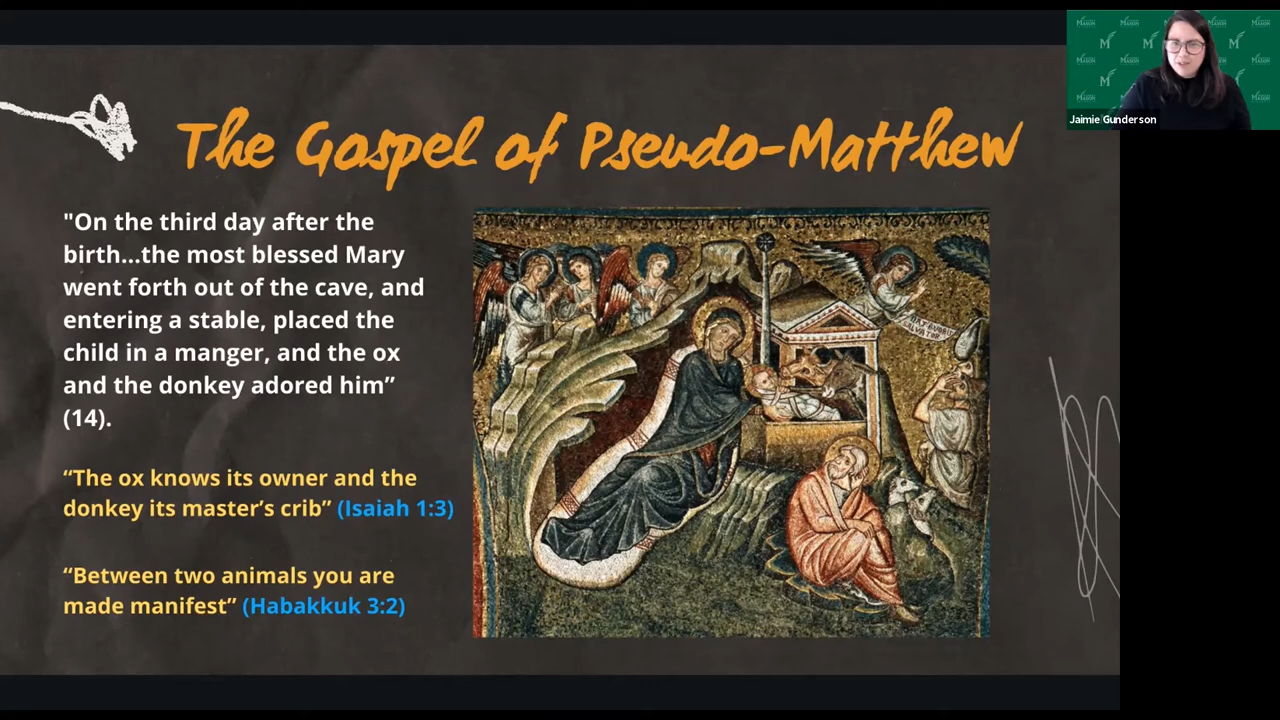 The Gospel of Pseudo-Matthew
"On the third day after the
birth...the most blessed Mary
went forth out of the cave, and
entering a stable, placed the
child in a manger, and the ox
and the donkey adored him”
(14).
“The ox knows its owner and the
donkey its master’s crib” (Isaiah 1:3)
“Between two animals you are
made manifest” (Habakkuk 3:2)
Jaimie Gunderson